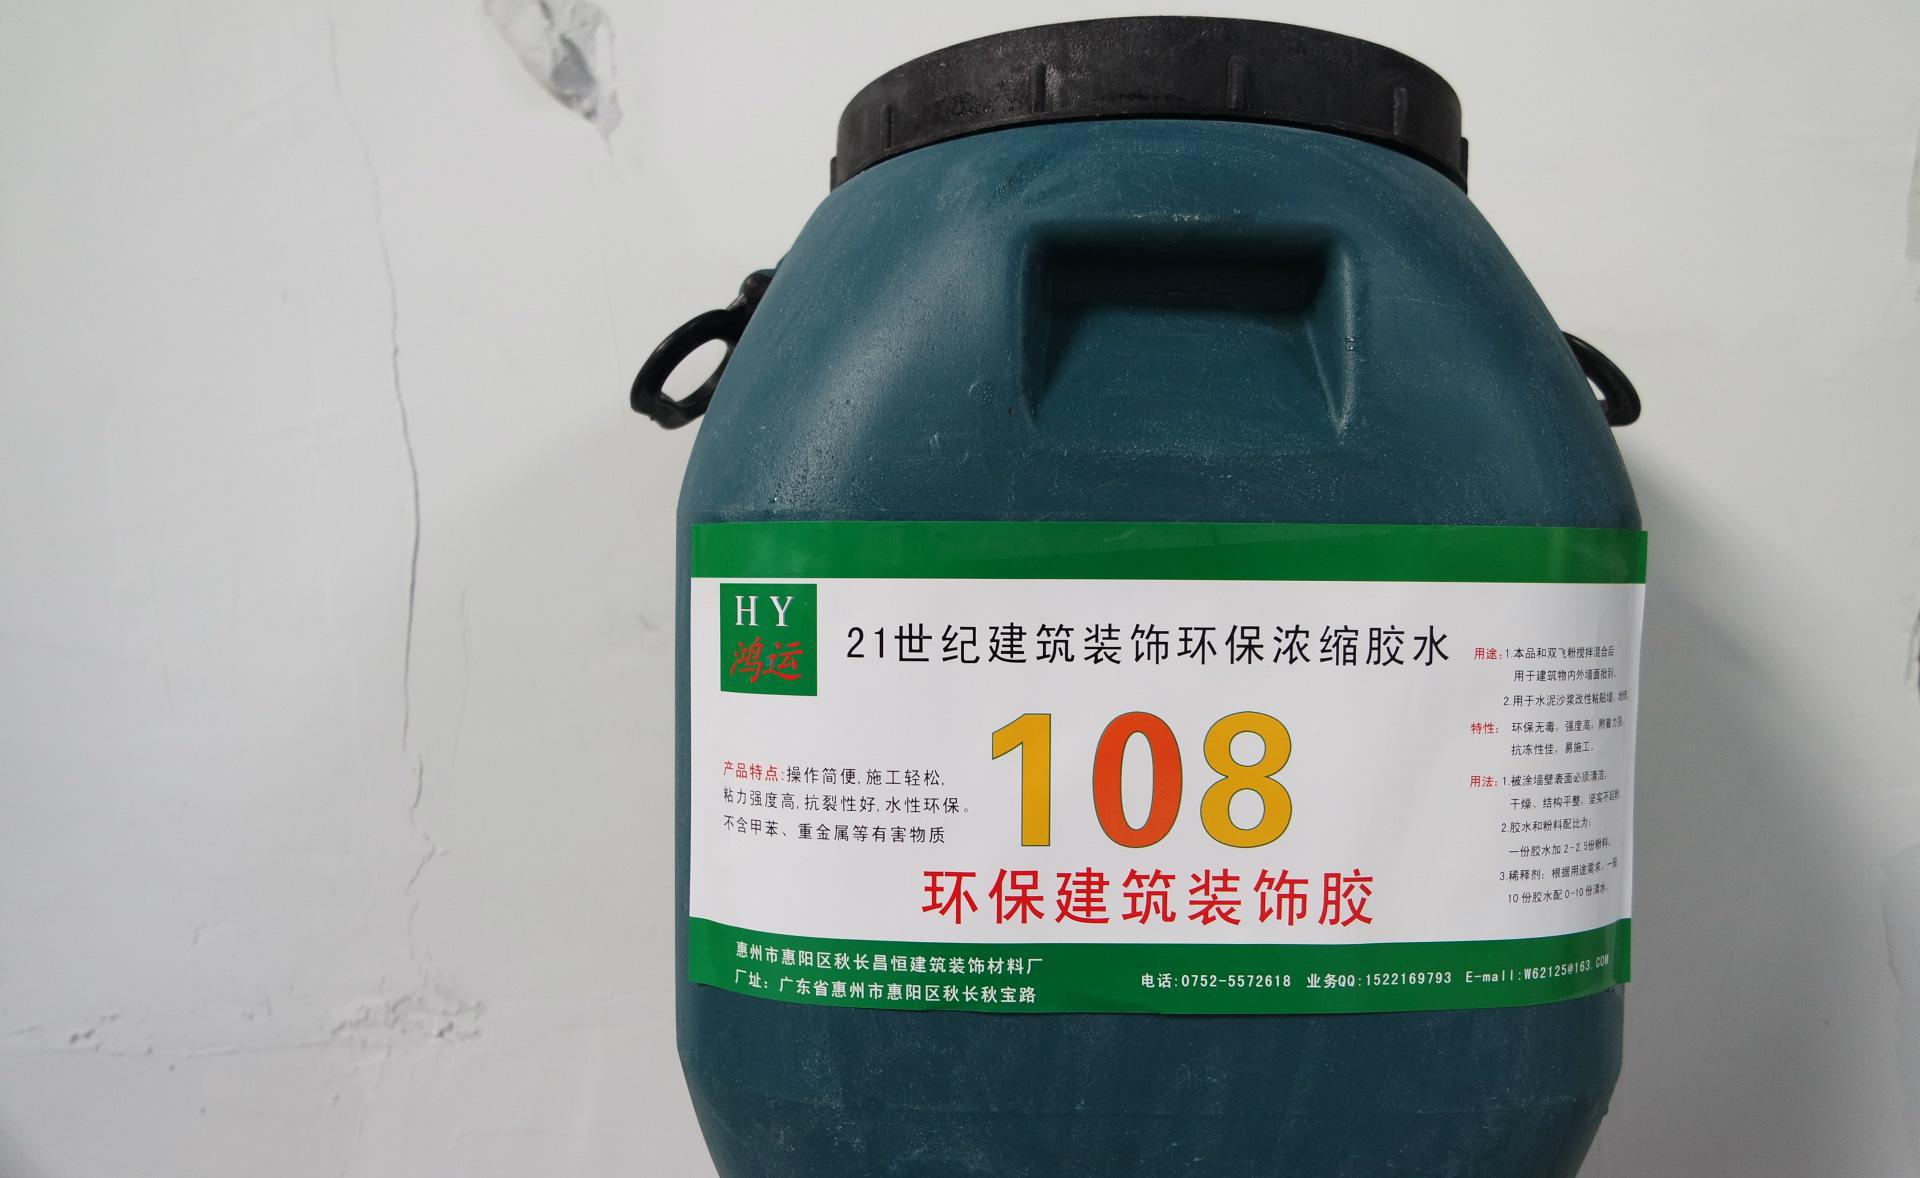 HY
鸿运
21世纪建筑装饰环保浓缩胶水
108
环保建筑装饰胶
产品特点:操作简便,施工轻松,
粘力强度高,抗裂性好,水性环保。
不含甲苯、重金属等有害物质
用途:1.本品和双飞粉搅拌混合后
用于建筑物内外墙面批刮。
2.用于水泥沙浆改性粘贴墙、地砖。
特性: 环保无毒,强度高,附着力强,
抗冻性佳,易施工。
用法:1.被涂墙壁表面必须清洁,
干燥、结构平整,坚实不起粉。
2.胶水和粉料配比为:
一份胶水加2-2.5份粉料。
3.稀释剂:根据用途需求,一般
10份胶水配0-10份清水。
惠州市惠阳区秋长昌恒建筑装饰材料厂
厂址:广东省惠州市惠阳区秋长秋宝路
电话:0752-5572618 业务QQ:1522169793 E-mall:W62125@163.COM